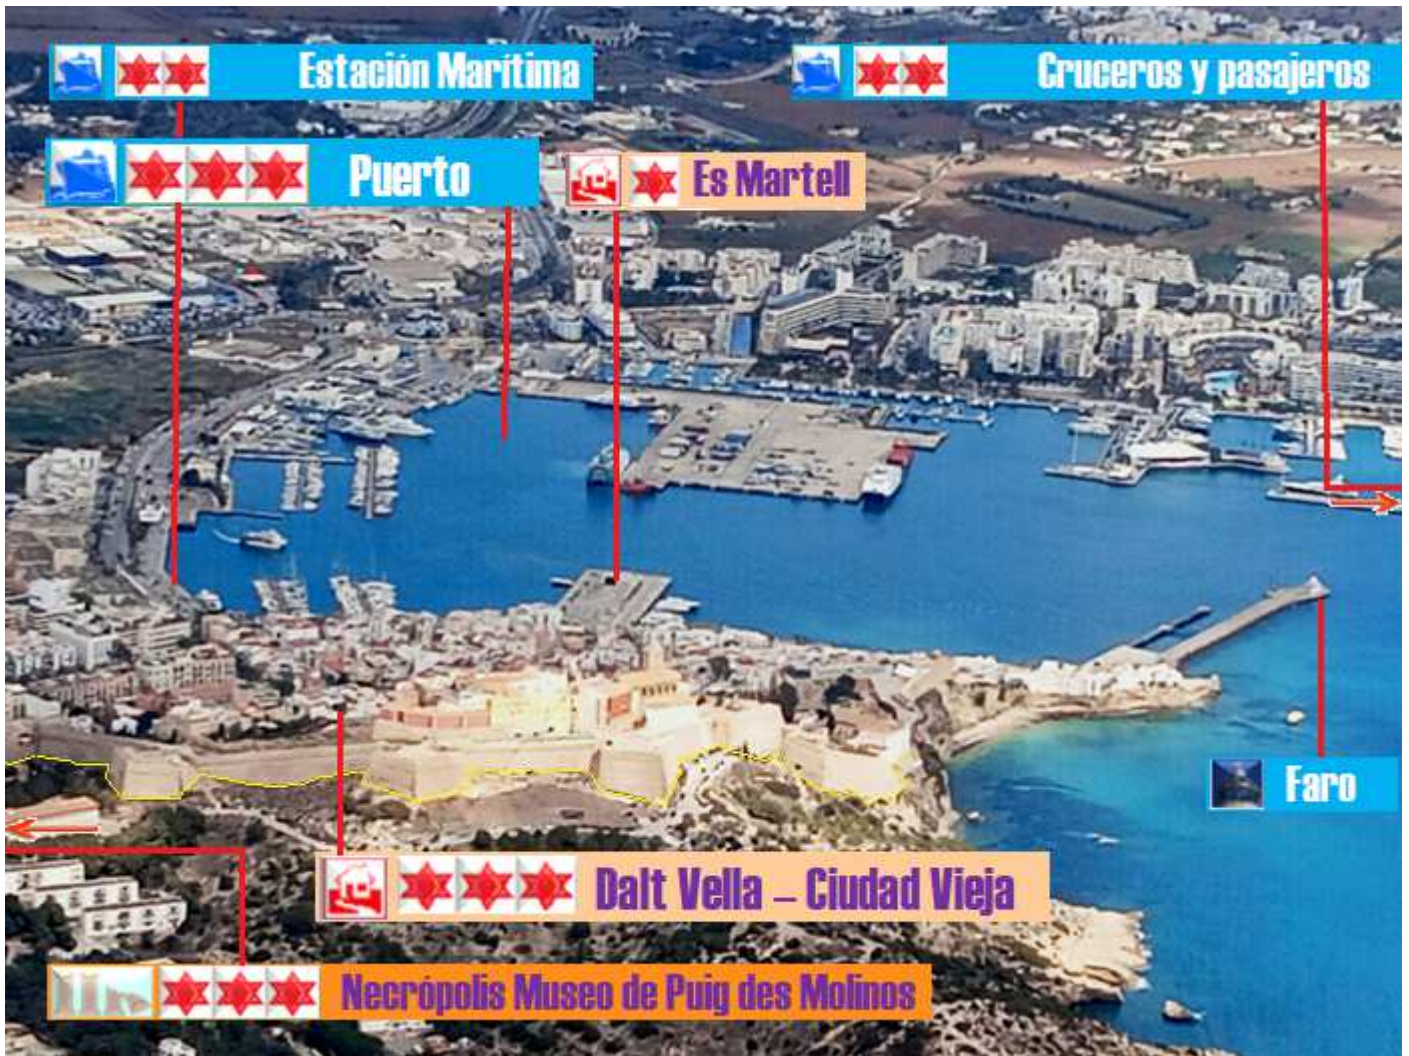 Estación Marítima
Cruceros y pasajeros
Puerto
Es Martell
Faro
Dalt Vella – Ciudad Vieja
Necrópolis Museo de Puig des Molinos